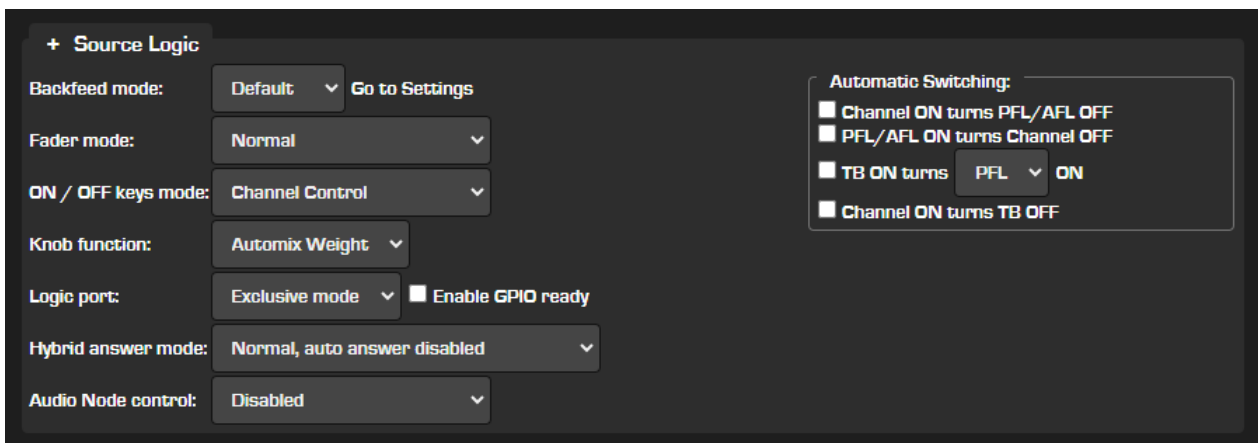 + Source Logic
Backfeed mode: Default Go to Settings
Fader mode: Normal
ON / OFF keys mode: Channel Control
Knob function: Automix Weight
Logic port: Exclusive mode Enable GPIO ready
Hybrid answer mode: Normal, auto answer disabled
Audio Node control: Disabled
Automatic Switching:
Channel ON turns PFL/AFL OFF
PFL/AFL ON turns Channel OFF
TB ON turns PFL ON
Channel ON turns TB OFF